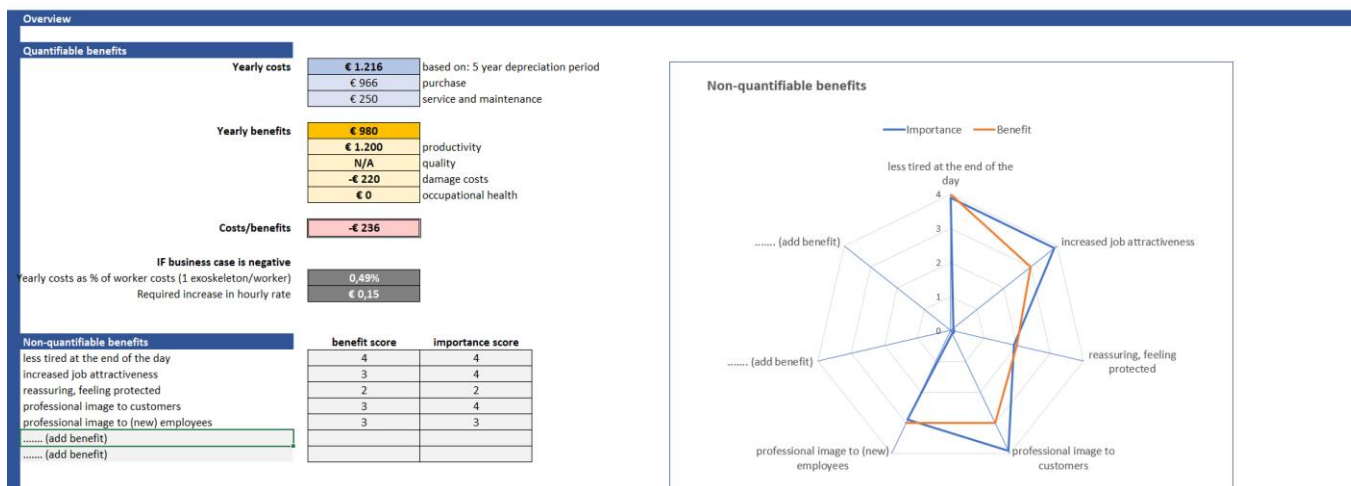 Overview
Quantifiable benefits
Yearly costs € 1.216 based on: 5 year depreciation period
€ 966 purchase
€ 250 service and maintenance
Yearly benefits € 980
€ 1.200 productivity
N/A quality
-€ 220 damage costs
€ 0 occupational health
Costs/benefits -€ 236
IF business case is negative
Yearly costs as % of worker costs (1 exoskeleton/worker) 0,49%
Required increase in hourly rate € 0,15
Non-quantifiable benefits benefit score importance score
less tired at the end of the day 4 4
increased job attractiveness 3 4
reassuring, feeling protected 2 2
professional image to customers 3 4
professional image to (new) employees 3 3
....... (add benefit)
....... (add benefit)
Non-quantifiable benefits
Importance Benefit
less tired at the end of the
day
4
3
2
1
0
increased job attractiveness
reassuring, feeling
protected
professional image to
customers
professional image to (new)
employees
....... (add benefit)
....... (add benefit)